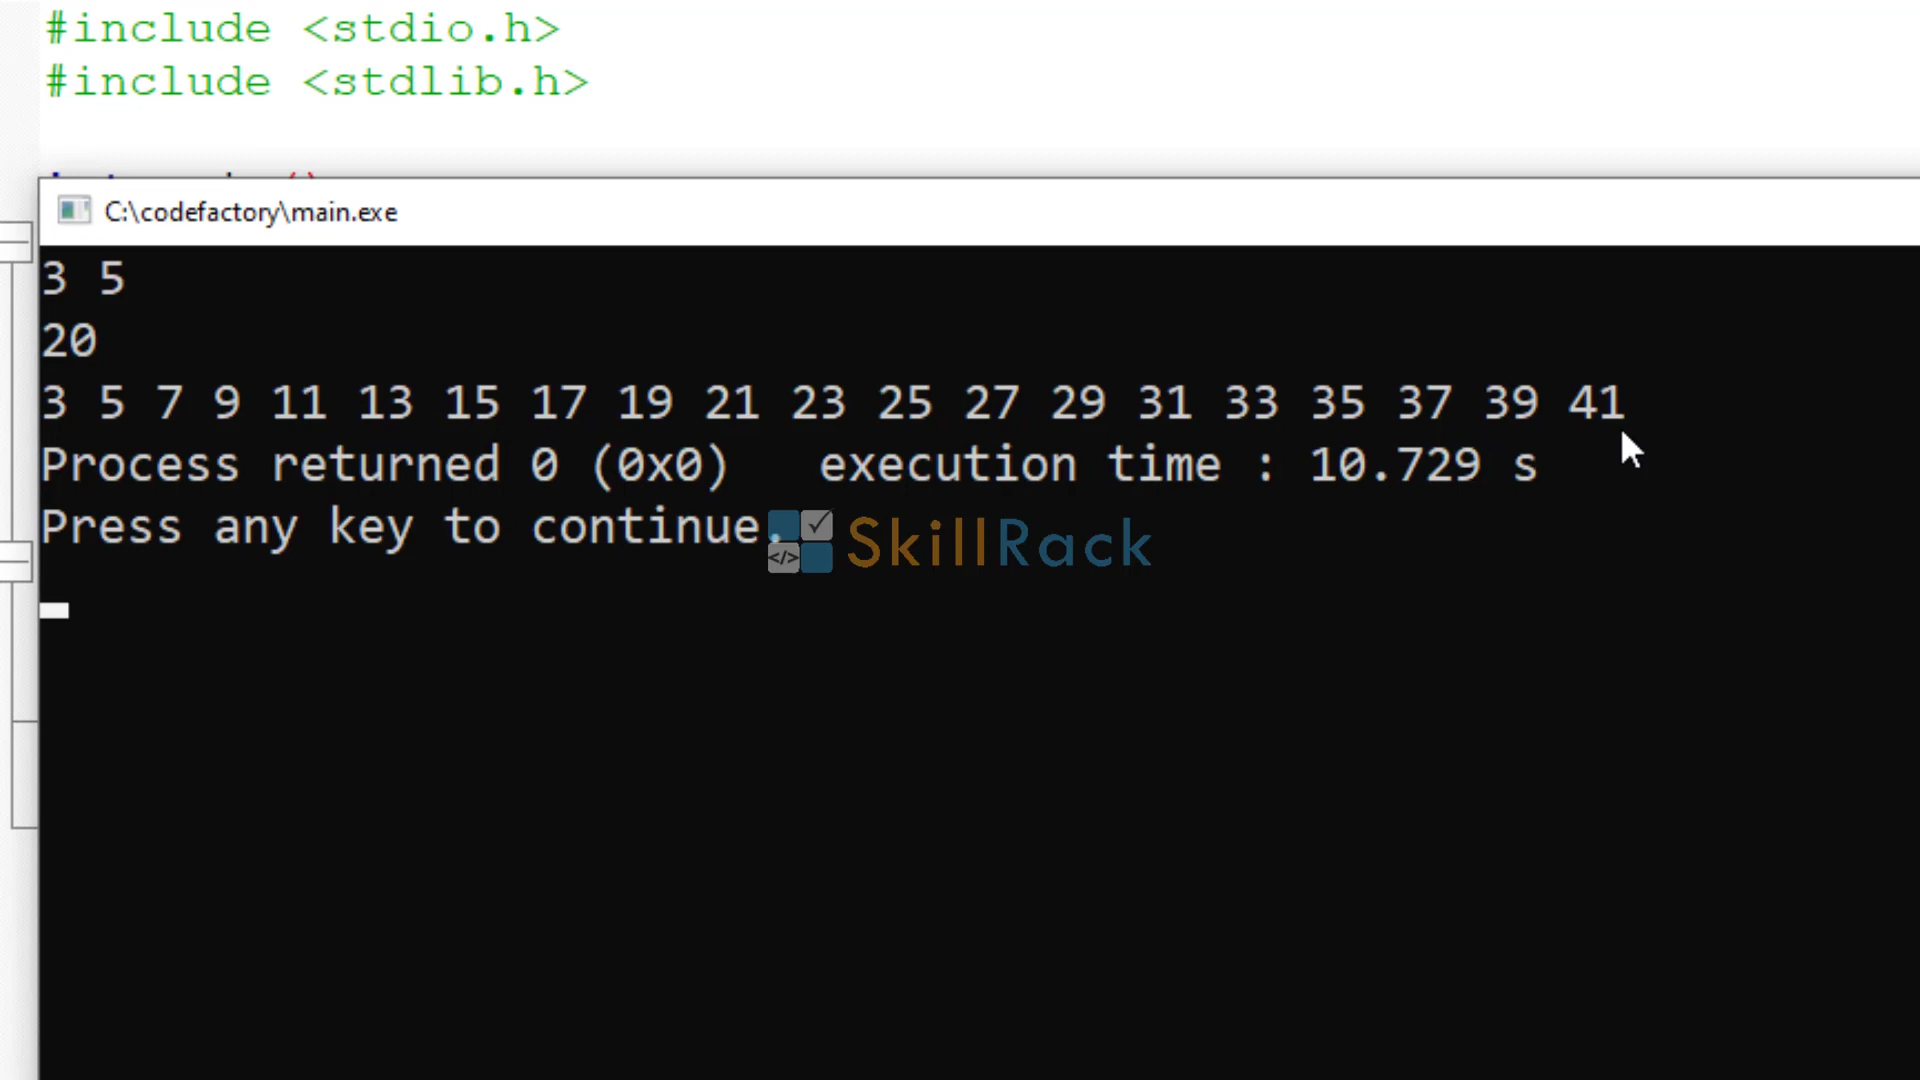 #include <stdio.h>
#include <stdlib.h>
C:\codefactory\main.exe
3 5
20
3 5 7 9 11 13 15 17 19 21 23 25 27 29 31 33 35 37 39 41
Process returned 0 (0x0)   execution time : 10.729 s
Press any key to continue.
</> SkillRack